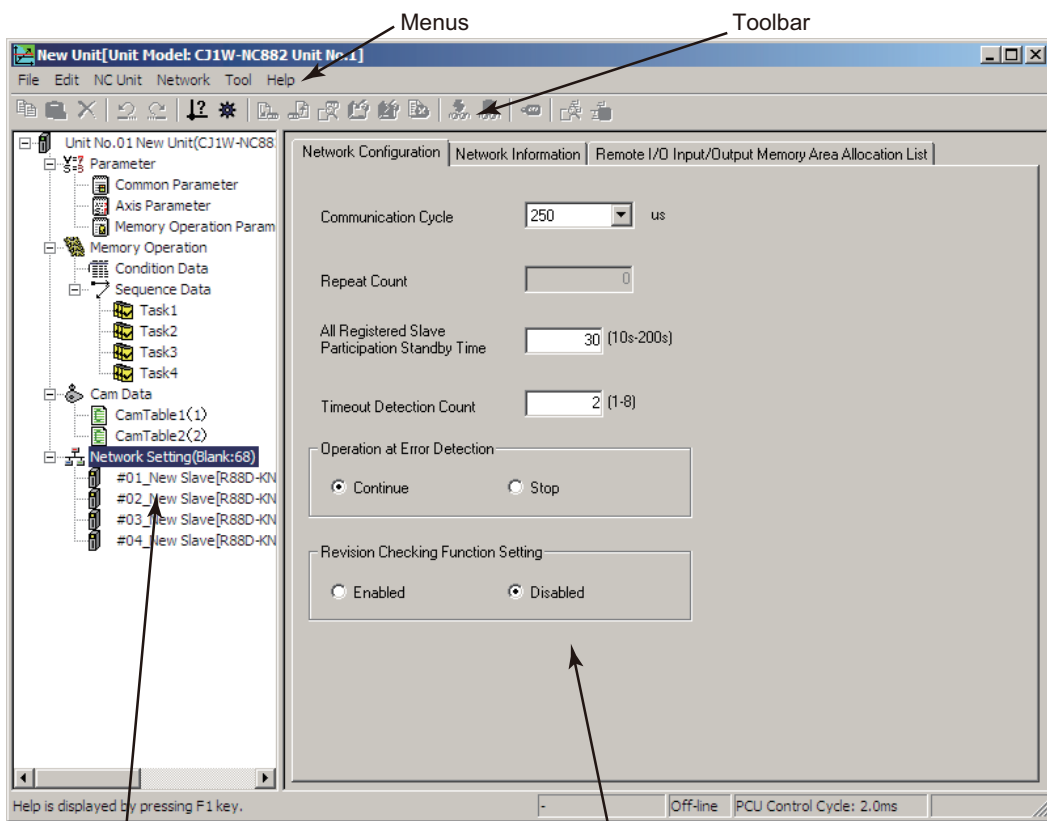 Menus
Toolbar
New Unit[Unit Model: CJ1W-NC882 Unit No.1]
File Edit NC Unit Network Tool Help
Unit No.01 New Unit(CJ1W-NC88
Parameter
Common Parameter
Axis Parameter
Memory Operation Param
Memory Operation
Condition Data
Sequence Data
Task1
Task2
Task3
Task4
Cam Data
CamTable1(1)
CamTable2(2)
Network Setting(Blank:68)
#01_New Slave[R88D-KN
#02_New Slave[R88D-KN
#03_New Slave[R88D-KN
#04_New Slave[R88D-KN
Network Configuration
Network Information
Remote I/O Input/Output Memory Area Allocation List
Communication Cycle 250 us
Repeat Count 0
All Registered Slave
Participation Standby Time 30 (10s-200s)
Timeout Detection Count 2 (1-8)
Operation at Error Detection
Continue Stop
Revision Checking Function Setting
Enabled Disabled
Help is displayed by pressing F1 key.
-
Off-line
PCU Control Cycle: 2.0ms